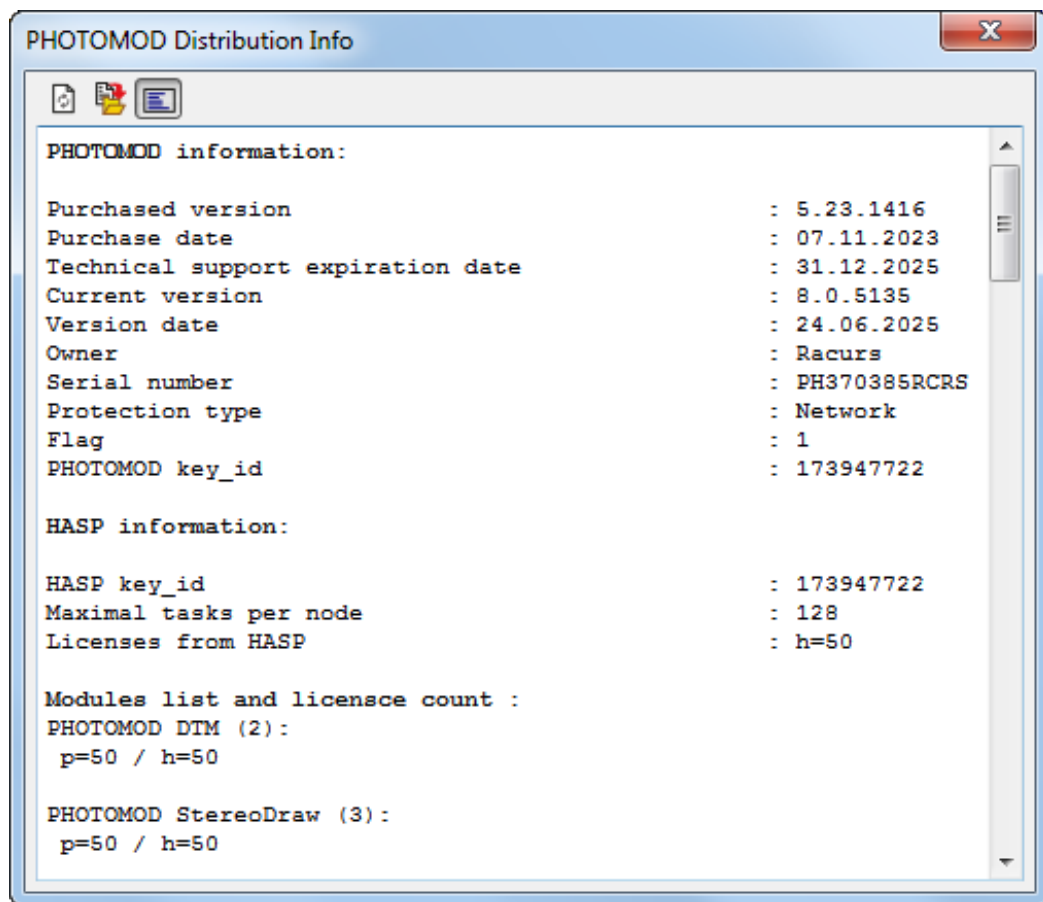 PHOTOMOD Distribution Info
PHOTOMOD information:
Purchased version : 5.23.1416
Purchase date : 07.11.2023
Technical support expiration date : 31.12.2025
Current version : 8.0.5135
Version date : 24.06.2025
Owner : Racurs
Serial number : PH370385RCRS
Protection type : Network
Flag : 1
PHOTOMOD key_id : 173947722
HASP information:
HASP key_id : 173947722
Maximal tasks per node : 128
Licenses from HASP : h=50
Modules list and licensce count :
PHOTOMOD DTM (2):
p=50 / h=50
PHOTOMOD StereoDraw (3):
p=50 / h=50